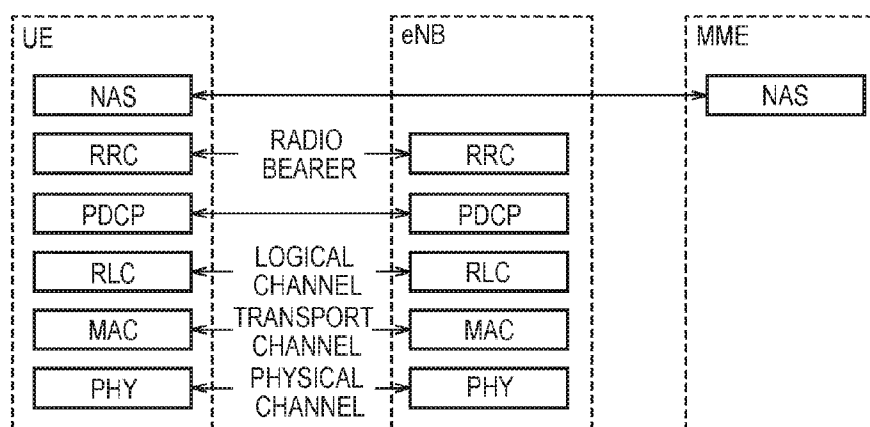 UE
eNB
MME
NAS
NAS
RRC
RADIO
BEARER
RRC
PDCP
PDCP
RLC
LOGICAL
CHANNEL
RLC
MAC
TRANSPORT
CHANNEL
MAC
PHY
PHYSICAL
CHANNEL
PHY